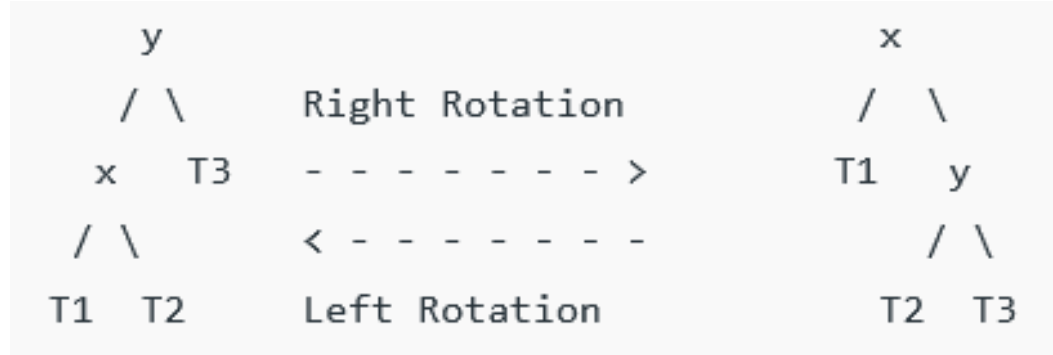 y x
/ \ Right Rotation / \
x T3 - - - - - - - > T1 y
/ \ < - - - - - - - / \
T1 T2 Left Rotation T2 T3